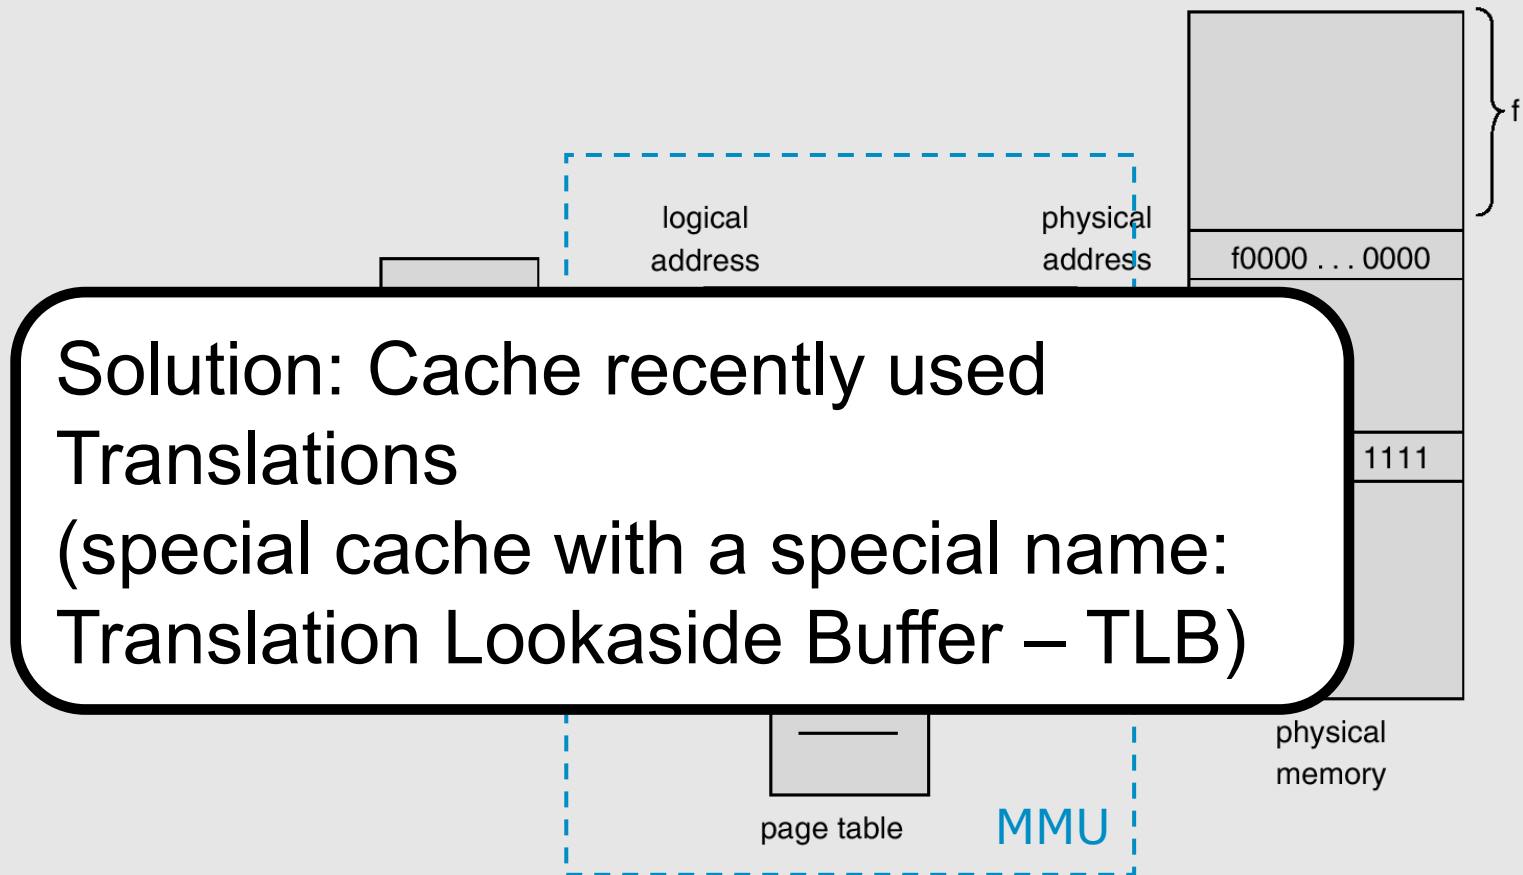 f
logical
address
physical
address
f0000 . . . 0000
Solution: Cache recently used
Translations
(special cache with a special name:
Translation Lookaside Buffer – TLB)
1111
physical
memory
page table
MMU